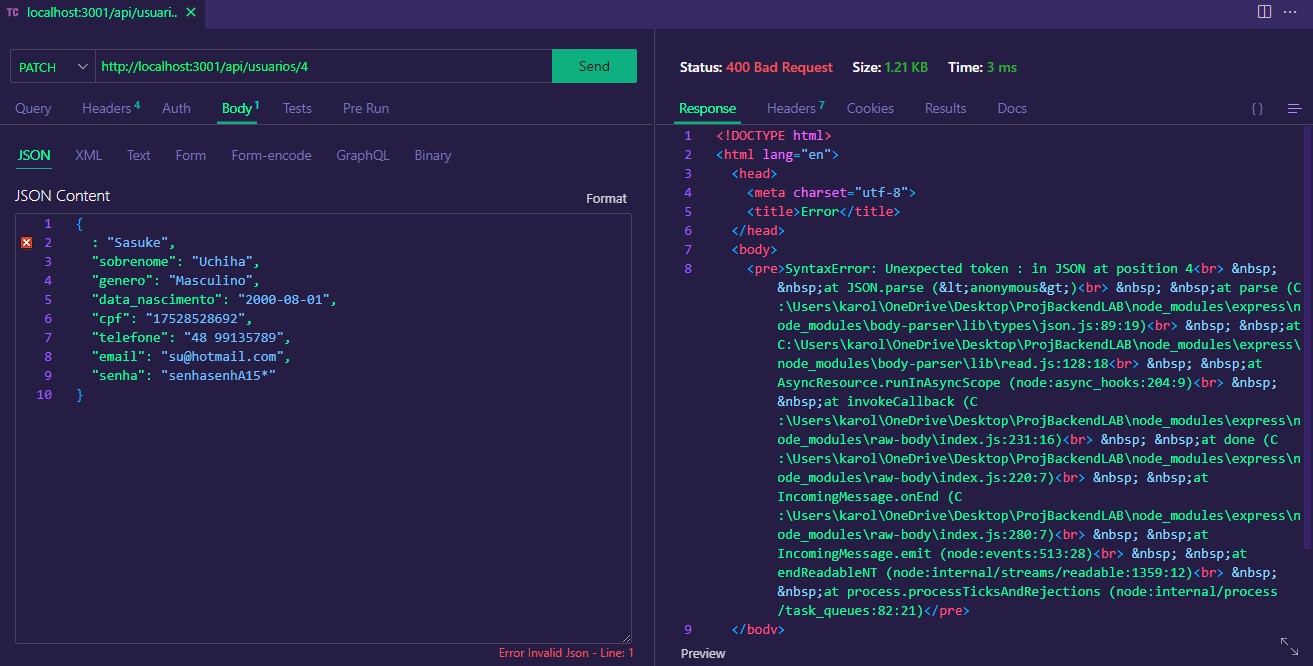 TC localhost:3001/api/usuari.. ×
PATCH http://localhost:3001/api/usuarios/4 Send
Query Headers 4 Auth Body 1 Tests Pre Run
JSON XML Text Form Form-encode GraphQL Binary
JSON Content Format
1 {
2 : "Sasuke",
3 "sobrenome": "Uchiha",
4 "genero": "Masculino",
5 "data_nascimento": "2000-08-01",
6 "cpf": "17528528692",
7 "telefone": "48 99135789",
8 "email": "su@hotmail.com",
9 "senha": "senhasenhA15*"
10 }
Error Invalid Json - Line: 1
Status: 400 Bad Request Size: 1.21 KB Time: 3 ms
Response Headers 7 Cookies Results Docs { }
1 <!DOCTYPE html>
2 <html lang="en">
3 <head>
4 <meta charset="utf-8">
5 <title>Error</title>
6 </head>
7 <body>
8 <pre>SyntaxError: Unexpected token : in JSON at position 4<br> &nbsp;
&nbsp;at JSON.parse (&lt;anonymous&gt;)<br> &nbsp; &nbsp;at parse (C
:\Users\karol\OneDrive\Desktop\ProjBackendLAB\node_modules\express\n
ode_modules\body-parser\lib\types\json.js:89:19)<br> &nbsp; &nbsp;at
C:\Users\karol\OneDrive\Desktop\ProjBackendLAB\node_modules\express\
node_modules\body-parser\lib\read.js:128:18<br> &nbsp; &nbsp;at
AsyncResource.runInAsyncScope (node:async_hooks:204:9)<br> &nbsp;
&nbsp;at invokeCallback (C
:\Users\karol\OneDrive\Desktop\ProjBackendLAB\node_modules\express\n
ode_modules\raw-body\index.js:231:16)<br> &nbsp; &nbsp;at done (C
:\Users\karol\OneDrive\Desktop\ProjBackendLAB\node_modules\express\n
ode_modules\raw-body\index.js:220:7)<br> &nbsp; &nbsp;at
IncomingMessage.onEnd (C
:\Users\karol\OneDrive\Desktop\ProjBackendLAB\node_modules\express\n
ode_modules\raw-body\index.js:280:7)<br> &nbsp; &nbsp;at
IncomingMessage.emit (node:events:513:28)<br> &nbsp; &nbsp;at
endReadableNT (node:internal/streams/readable:1359:12)<br> &nbsp;
&nbsp;at process.processTicksAndRejections (node:internal/process
/task_queues:82:21)</pre>
9 </body>
Preview